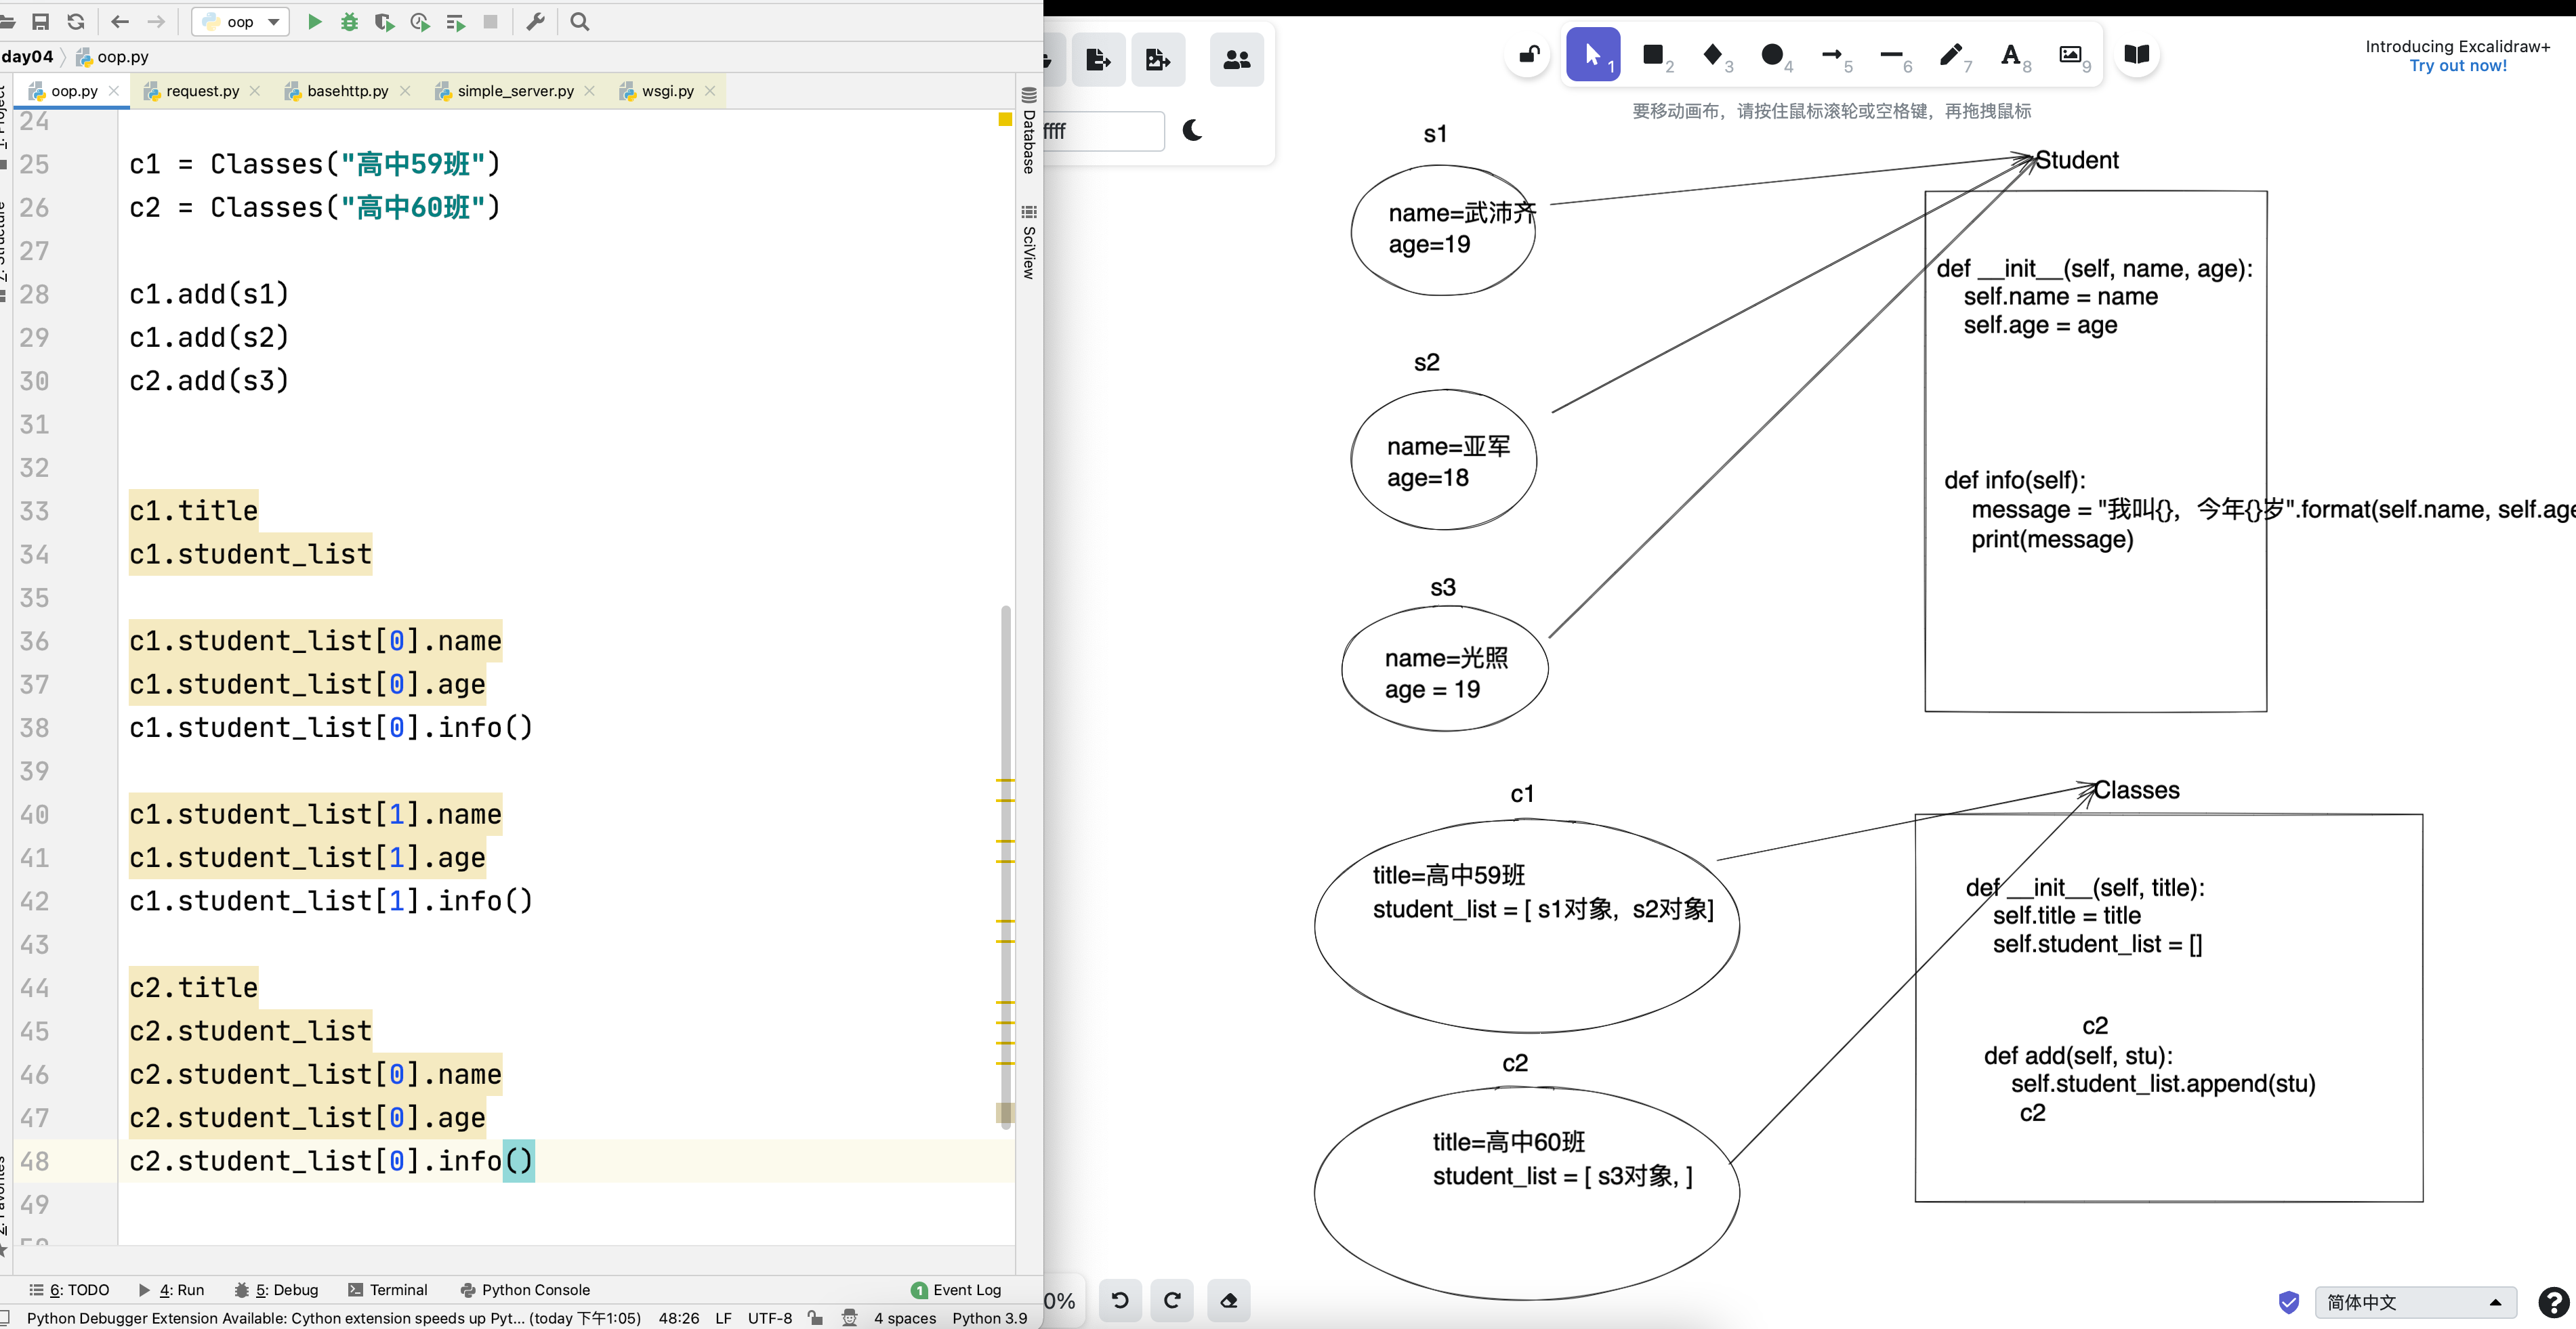 oop
day04
oop.py
oop.py
request.py
basehttp.py
simple_server.py
wsgi.py
24
25 c1 = Classes("高中59班")
26 c2 = Classes("高中60班")
27
28 c1.add(s1)
29 c1.add(s2)
30 c2.add(s3)
31
32
33 c1.title
34 c1.student_list
35
36 c1.student_list[0].name
37 c1.student_list[0].age
38 c1.student_list[0].info()
39
40 c1.student_list[1].name
41 c1.student_list[1].age
42 c1.student_list[1].info()
43
44 c2.title
45 c2.student_list
46 c2.student_list[0].name
47 c2.student_list[0].age
48 c2.student_list[0].info()
49
Database
SciView
6: TODO
4: Run
5: Debug
Terminal
Python Console
1 Event Log
Python Debugger Extension Available: Cython extension speeds up Pyt... (today 下午1:05)
48:26
LF
UTF-8
4 spaces
Python 3.9
ffff
1
2
3
4
5
6
7
A
8
9
Introducing Excalidraw+
Try out now!
要移动画布，请按住鼠标滚轮或空格键，再拖拽鼠标
s1
name=武沛齐
age=19
s2
name=亚军
age=18
s3
name=光照
age = 19
Student
def __init__(self, name, age):
self.name = name
self.age = age
def info(self):
message = "我叫{}，今年{}岁".format(self.name, self.age
print(message)
c1
title=高中59班
student_list = [ s1对象，s2对象]
c2
title=高中60班
student_list = [ s3对象, ]
Classes
def __init__(self, title):
self.title = title
self.student_list = []
c2
def add(self, stu):
self.student_list.append(stu)
c2
0%
简体中文
?